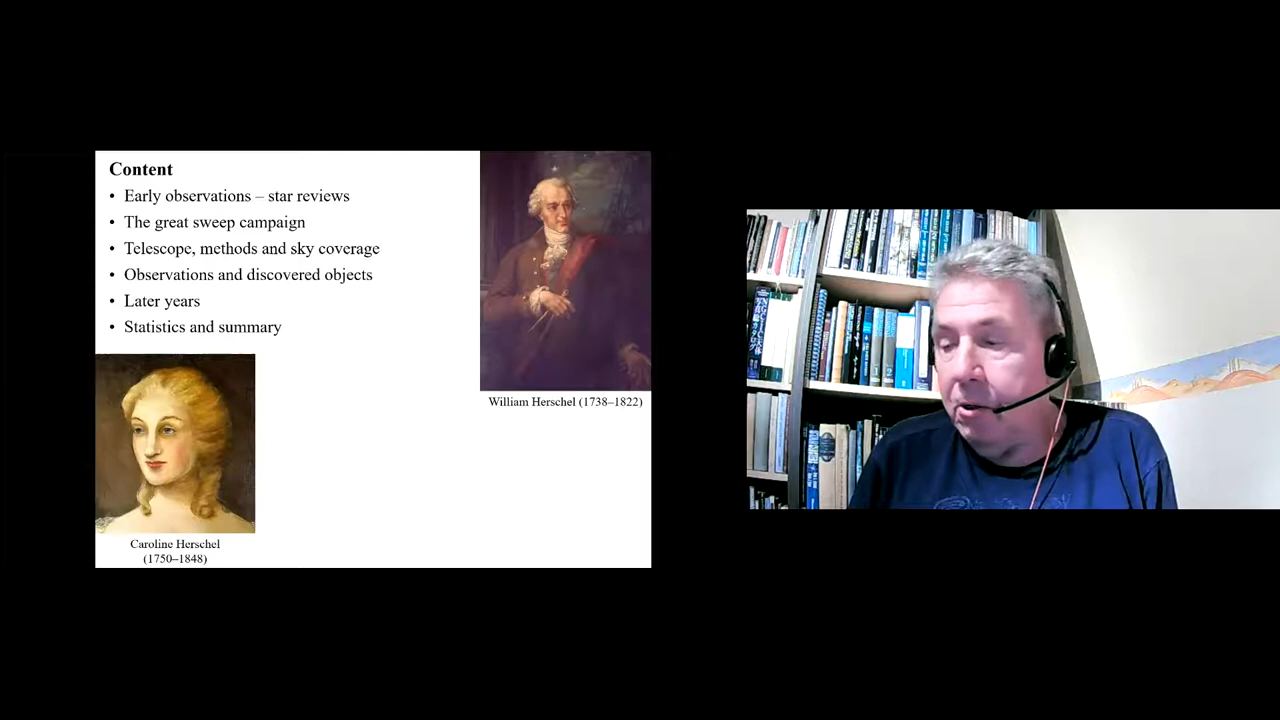 Content
• Early observations – star reviews
• The great sweep campaign
• Telescope, methods and sky coverage
• Observations and discovered objects
• Later years
• Statistics and summary
William Herschel (1738–1822)
Caroline Herschel
(1750–1848)